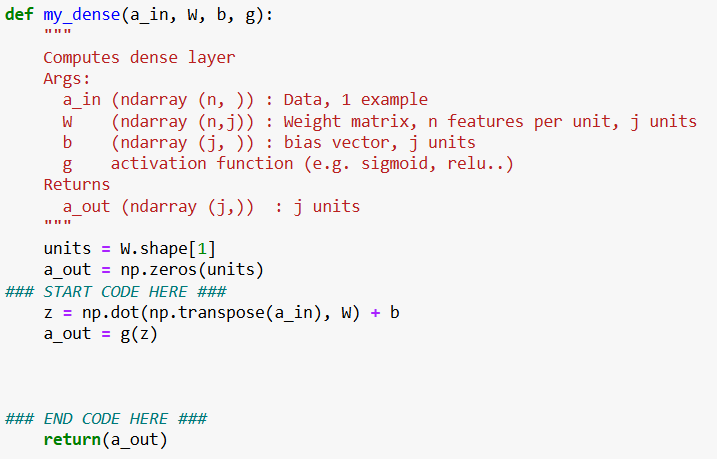 def my_dense(a_in, W, b, g):
    """
    Computes dense layer
    Args:
      a_in (ndarray (n, )) : Data, 1 example
      W    (ndarray (n,j)) : Weight matrix, n features per unit, j units
      b    (ndarray (j, )) : bias vector, j units
      g    activation function (e.g. sigmoid, relu..)
    Returns
      a_out (ndarray (j,))  : j units
    """
    units = W.shape[1]
    a_out = np.zeros(units)
### START CODE HERE ###
    z = np.dot(np.transpose(a_in), W) + b
    a_out = g(z)
### END CODE HERE ###
    return(a_out)